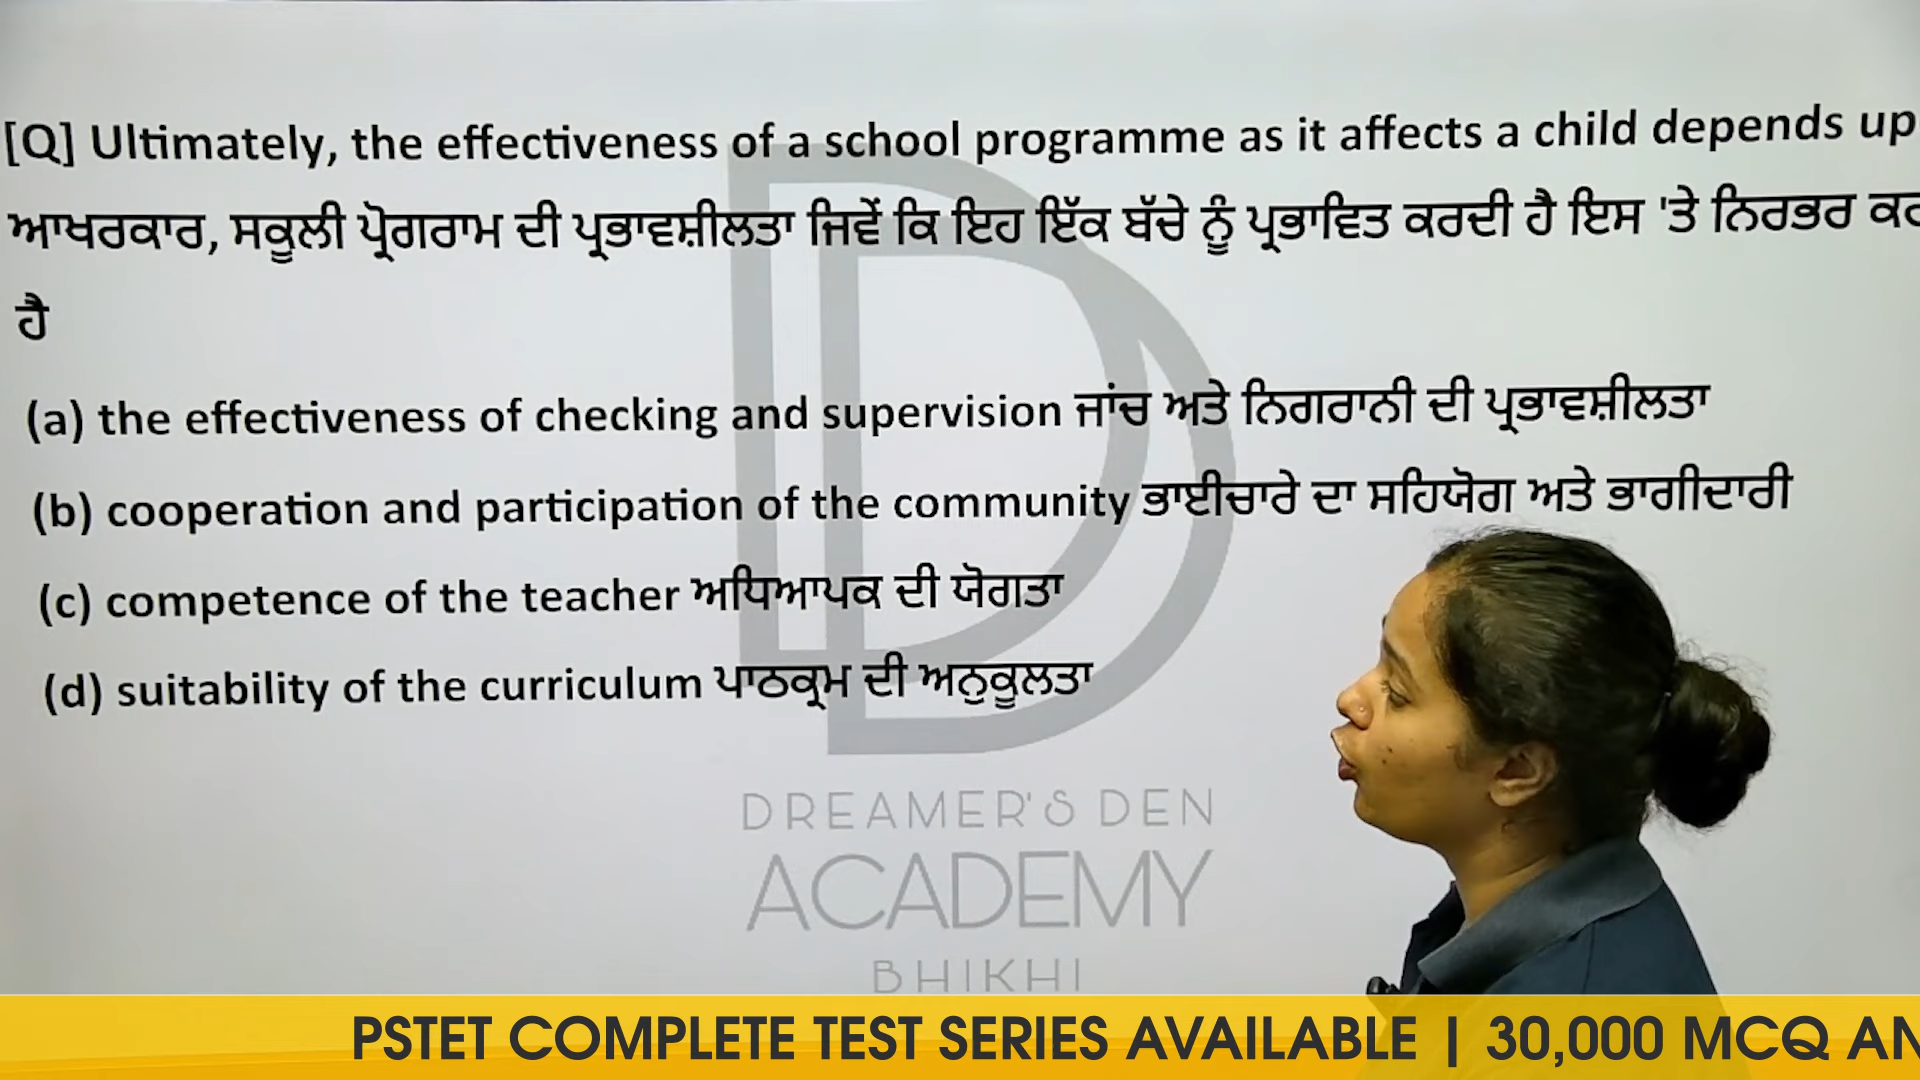 [Q] Ultimately, the effectiveness of a school programme as it affects a child depends up
ਆਖਰਕਾਰ, ਸਕੂਲੀ ਪ੍ਰੋਗਰਾਮ ਦੀ ਪ੍ਰਭਾਵਸ਼ੀਲਤਾ ਜਿਵੇਂ ਕਿ ਇਹ ਇੱਕ ਬੱਚੇ ਨੂੰ ਪ੍ਰਭਾਵਿਤ ਕਰਦੀ ਹੈ ਇਸ 'ਤੇ ਨਿਰਭਰ
ਹੈ
(a) the effectiveness of checking and supervision ਜਾਂਚ ਅਤੇ ਨਿਗਰਾਨੀ ਦੀ ਪ੍ਰਭਾਵਸ਼ੀਲਤਾ
(b) cooperation and participation of the community ਭਾਈਚਾਰੇ ਦਾ ਸਹਿਯੋਗ ਅਤੇ ਭਾਗੀਦਾਰੀ
(c) competence of the teacher ਅਧਿਆਪਕ ਦੀ ਯੋਗਤਾ
(d) suitability of the curriculum ਪਾਠਕ੍ਰਮ ਦੀ ਅਨੁਕੂਲਤਾ
DREAMER'S DEN
ACADEMY
BHIKHI
PSTET COMPLETE TEST SERIES AVAILABLE | 30,000 MCQ AN